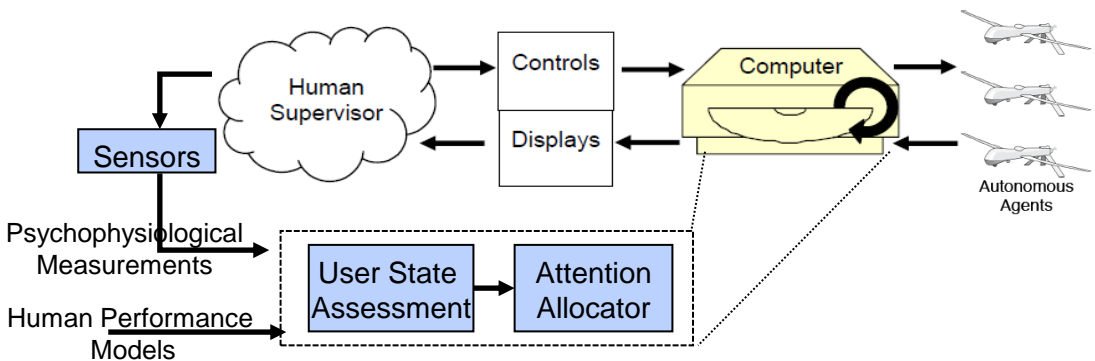 Human
Supervisor
Controls
Displays
Computer
Autonomous
Agents
Sensors
Psychophysiological
Measurements
User State
Assessment
Attention
Allocator
Human Performance
Models